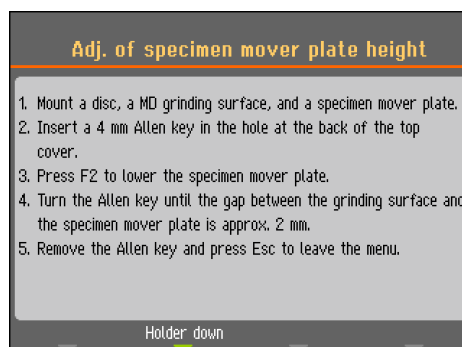 Adj. of specimen mover plate height
1. Mount a disc, a MD grinding surface, and a specimen mover plate.
2. Insert a 4 mm Allen key in the hole at the back of the top
cover.
3. Press F2 to lower the specimen mover plate.
4. Turn the Allen key until the gap between the grinding surface and
the specimen mover plate is approx. 2 mm.
5. Remove the Allen key and press Esc to leave the menu.
Holder down